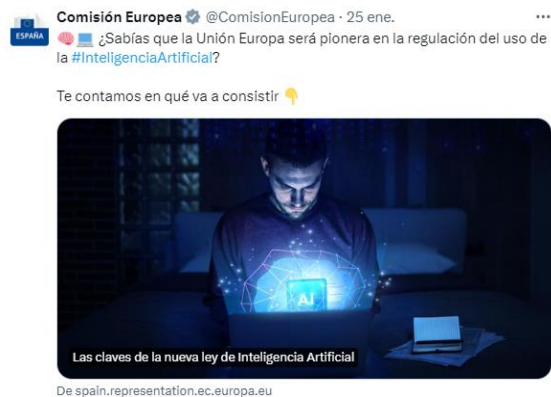 Comisión Europea @ComisionEuropea · 25 ene.
ESPAÑA
¿Sabías que la Unión Europa será pionera en la regulación del uso de
la #InteligenciaArtificial?
Te contamos en qué va a consistir
AI
Las claves de la nueva ley de Inteligencia Artificial
De spain.representation.ec.europa.eu